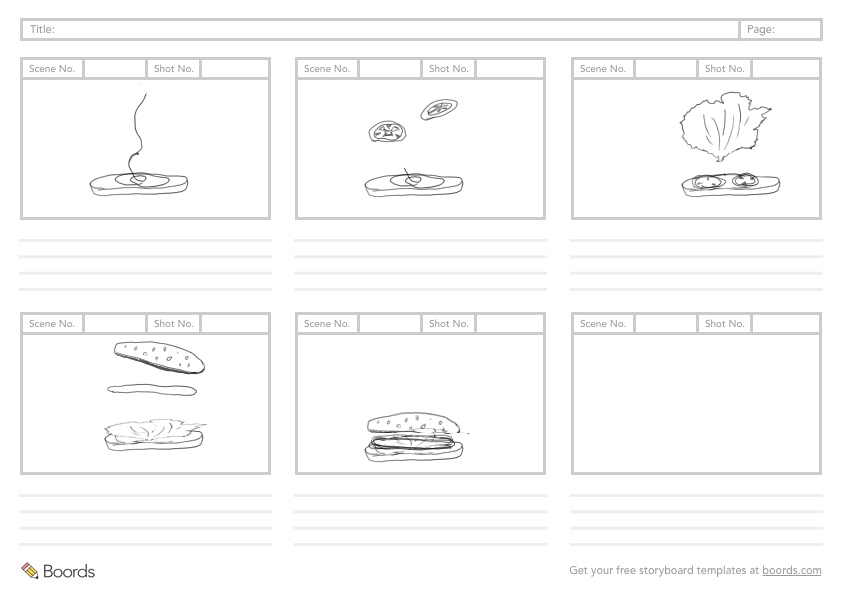 Title: Page:
Scene No. Shot No. Scene No. Shot No. Scene No. Shot No.
Scene No. Shot No. Scene No. Shot No. Scene No. Shot No.
Boords Get your free storyboard templates at boords.com